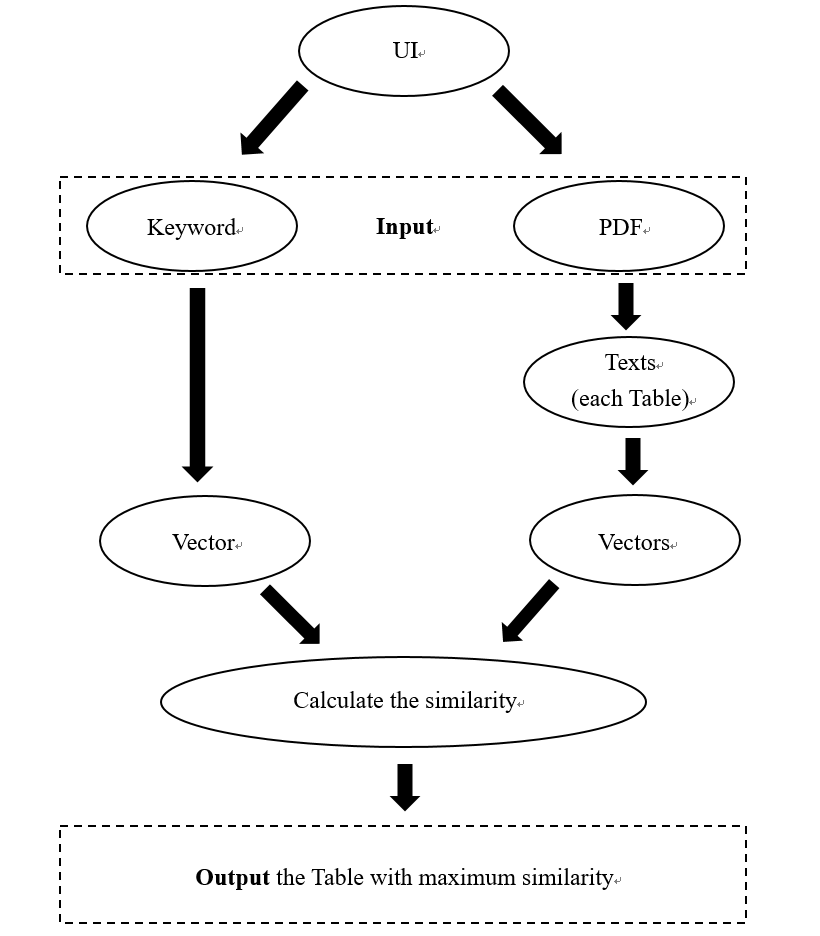 UI
Keyword
Input
PDF
Texts
(each Table)
Vector
Vectors
Calculate the similarity
Output the Table with maximum similarity